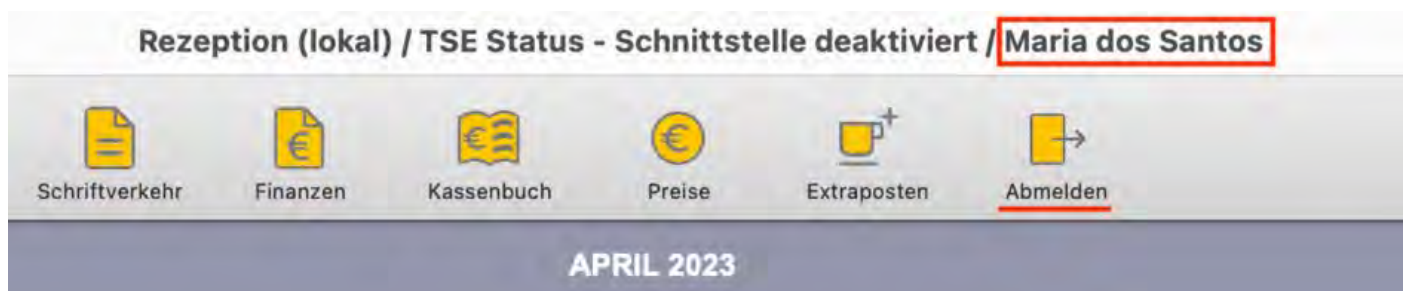 Rezeption (lokal) / TSE Status - Schnittstelle deaktiviert / Maria dos Santos
Schriftverkehr Finanzen Kassenbuch Preise Extraposten Abmelden
APRIL 2023